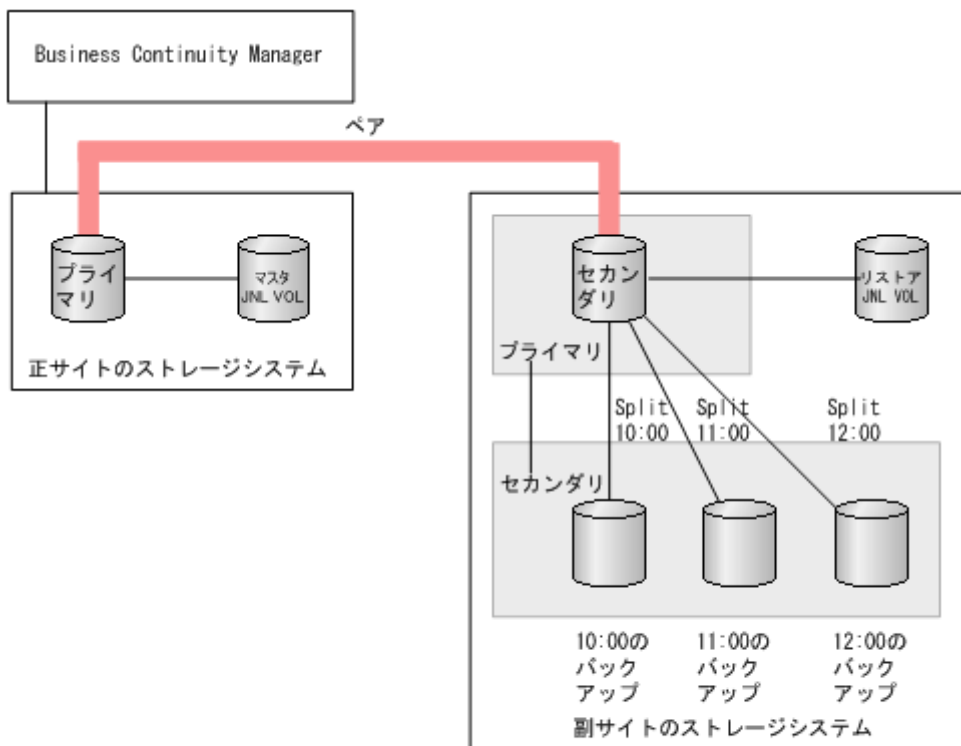 Business Continuity Manager
ペア
プライ
マリ
マスタ
JNL VOL
正サイトのストレージシステム
セカン
ダリ
リストア
JNL VOL
プライマリ
Split
10:00
Split
11:00
Split
12:00
セカンダリ
10:00の
バック
アップ
11:00の
バック
アップ
12:00の
バック
アップ
副サイトのストレージシステム